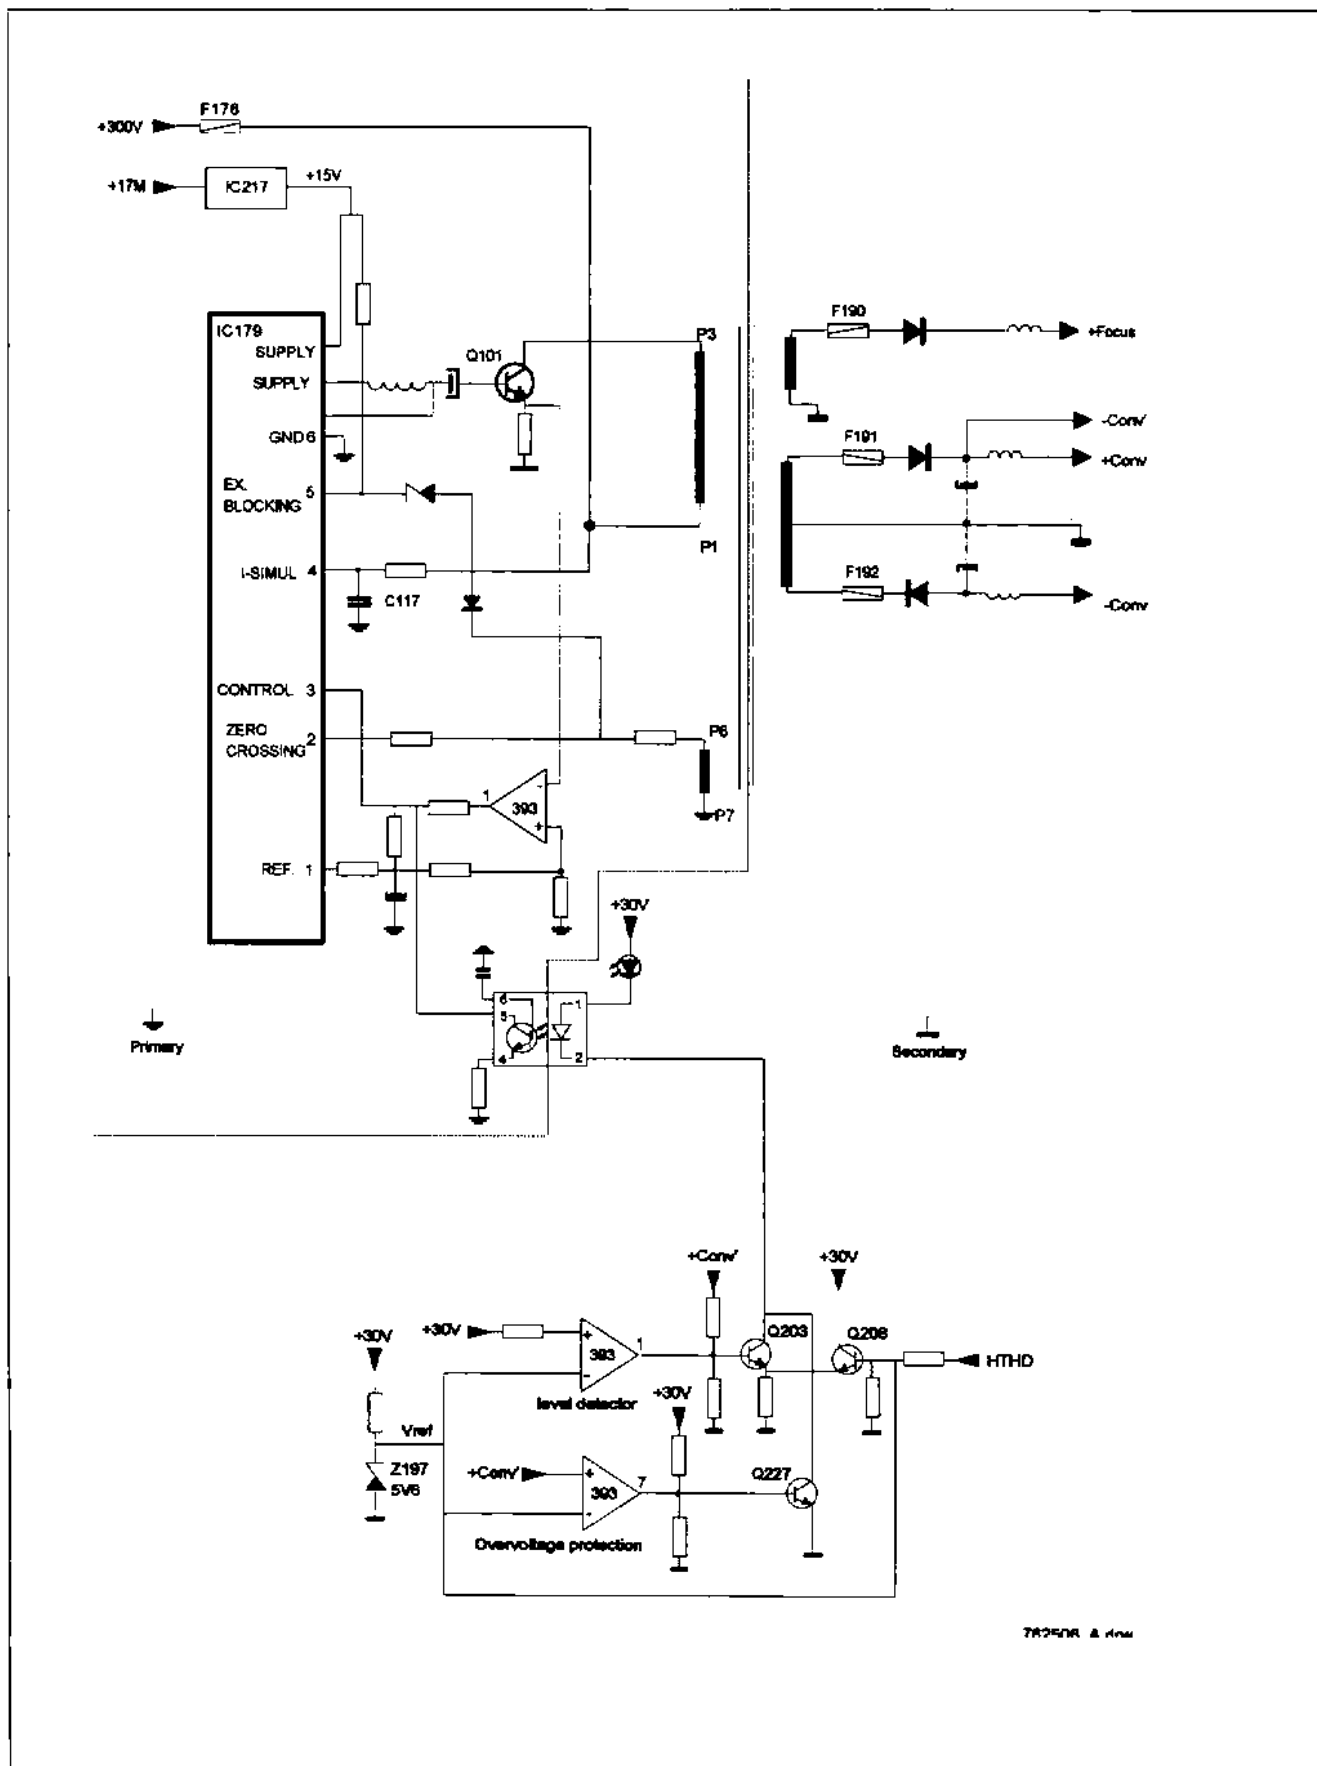 F176
+300V
+17M
IC217
+15V
IC179
SUPPLY
SUPPLY
GND 6
EX.
BLOCKING
5
I-SIMUL
4
C117
CONTROL
3
ZERO
CROSSING
2
REF.
1
Q101
P3
P1
P6
P7
1
393
-
+
F190
+Focus
F191
-Conv'
+Conv
F192
-Conv
+30V
6
5
4
1
2
Primary
Secondary
+Conv'
+30V
+30V
+30V
+
393
-
1
level detector
Q203
Q208
HTHD
+30V
Vref
Z197
5V6
+Conv'
+
393
-
7
Q227
Overvoltage protection